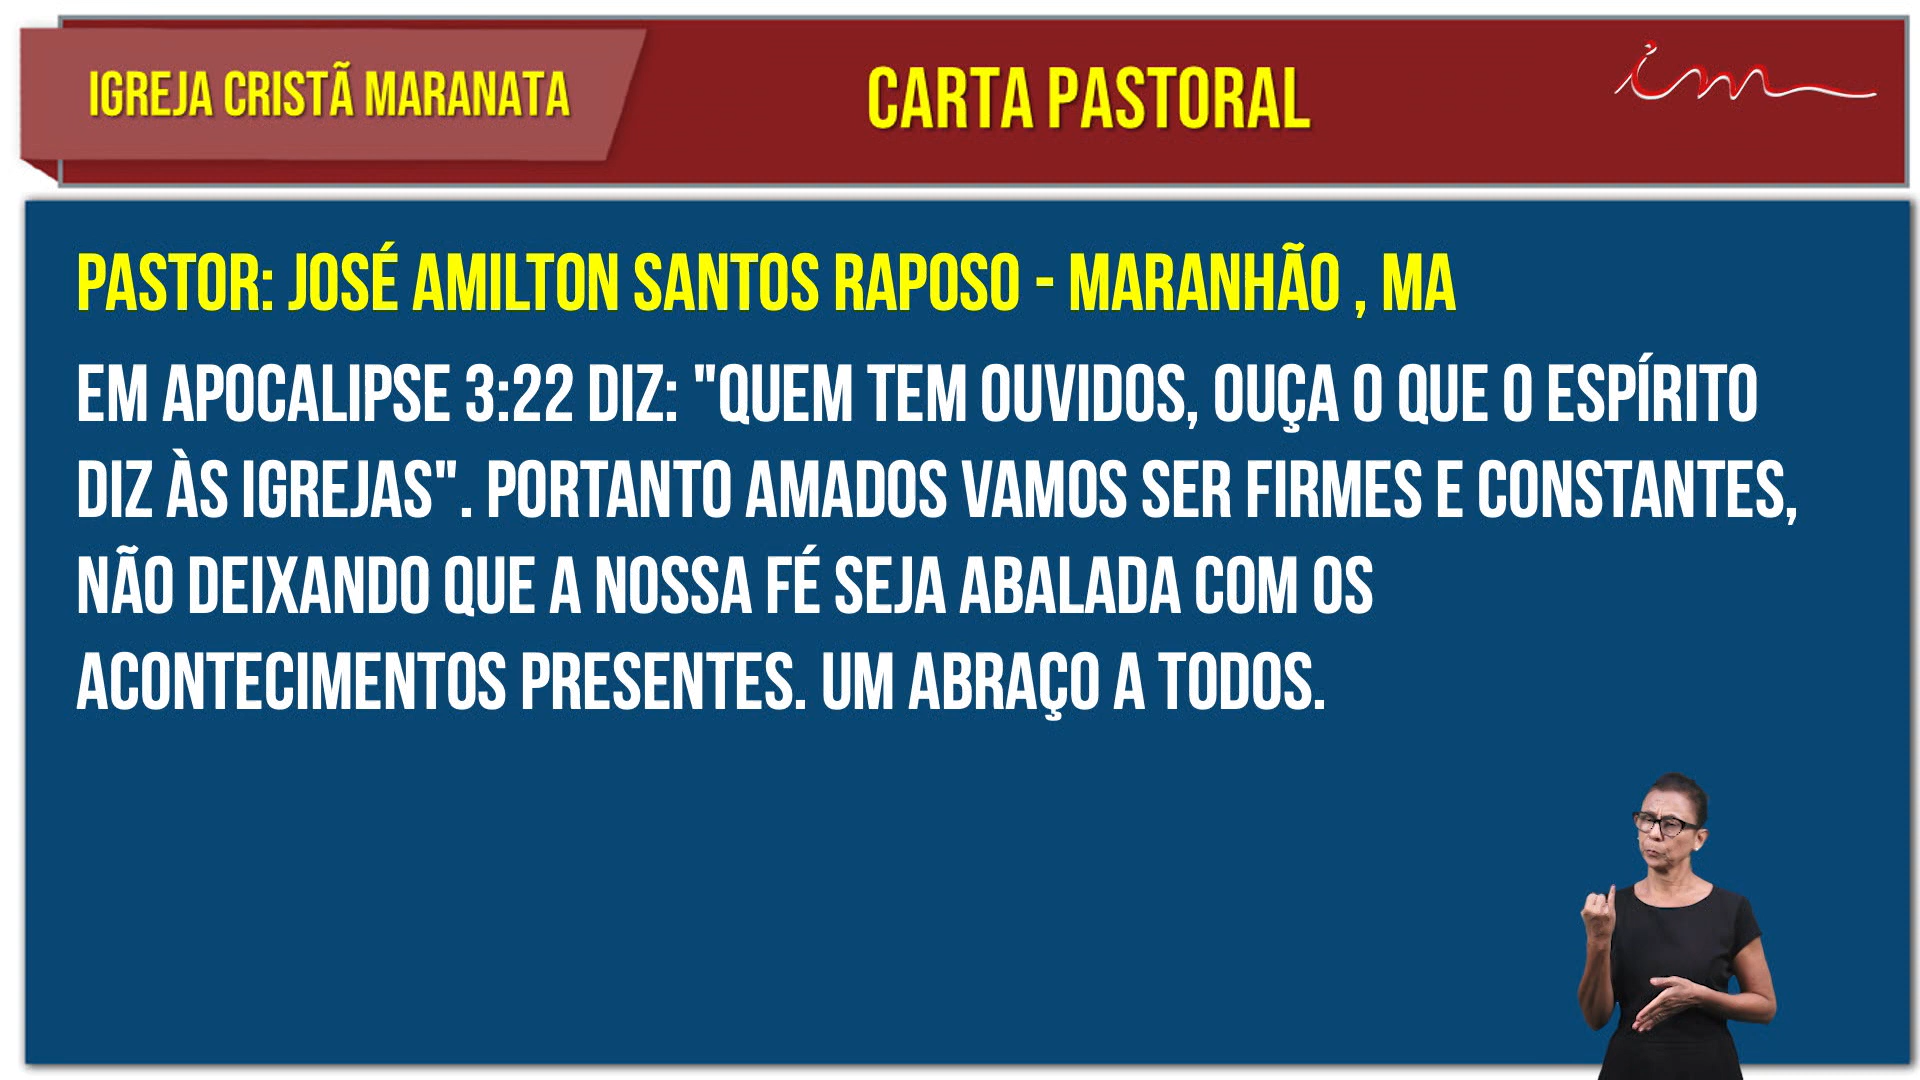 IGREJA CRISTÃ MARANATA
CARTA PASTORAL
im
PASTOR: JOSÉ AMILTON SANTOS RAPOSO - MARANHÃO , MA
EM APOCALIPSE 3:22 DIZ: "QUEM TEM OUVIDOS, OUÇA O QUE O ESPÍRITO
DIZ ÀS IGREJAS". PORTANTO AMADOS VAMOS SER FIRMES E CONSTANTES,
NÃO DEIXANDO QUE A NOSSA FÉ SEJA ABALADA COM OS
ACONTECIMENTOS PRESENTES. UM ABRAÇO A TODOS.